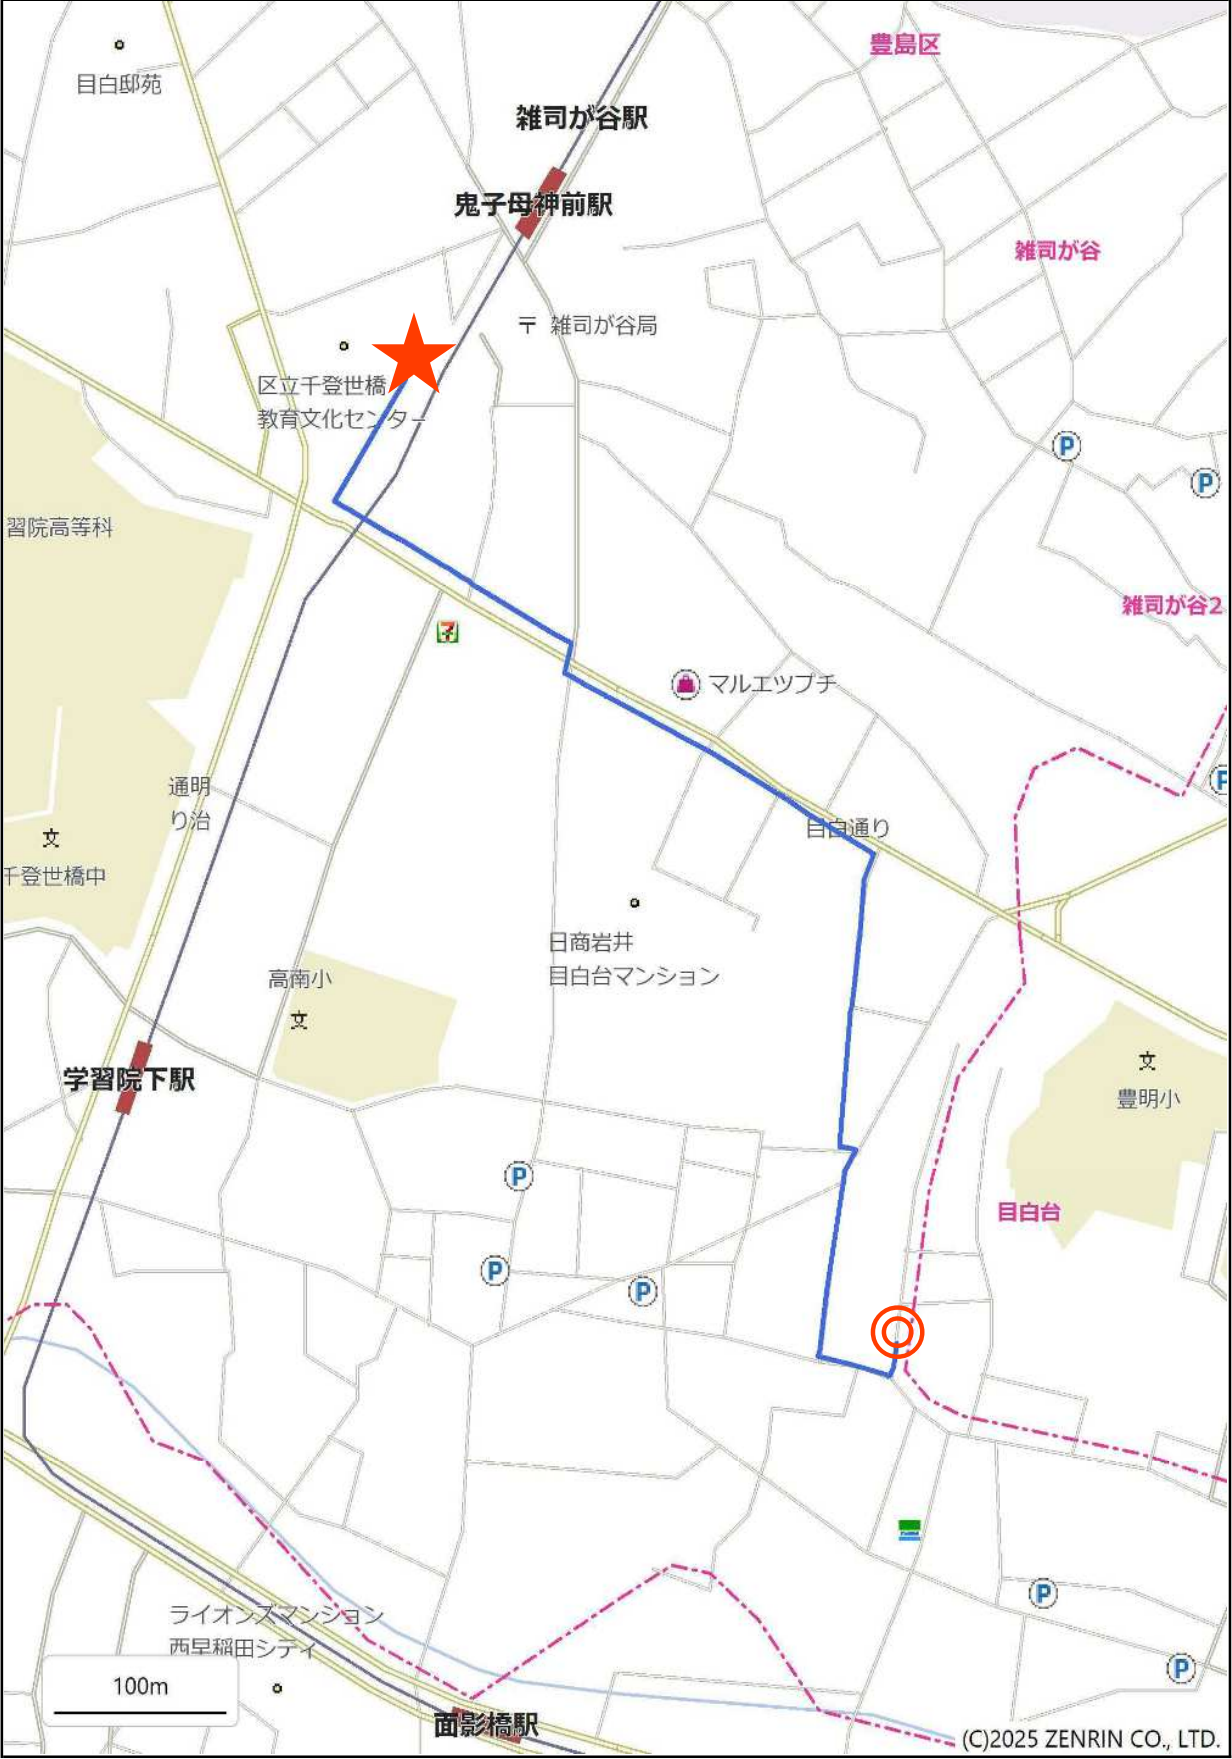 豊島区
目白邸苑
雑司が谷駅
鬼子母神前駅
雑司が谷
〒 雑司が谷局
区立千登世橋
教育文化センター
P
P
習院高等科
雑司が谷2
7
マルエツプチ
P
通明
り治
目白通り
文
千登世橋中
日商岩井
目白台マンション
高南小
文
文
学習院下駅
豊明小
P
目白台
P
P
P
ライオンズマンション
西早稲田シティ
P
100m
面影橋駅
(C)2025 ZENRIN CO., LTD.